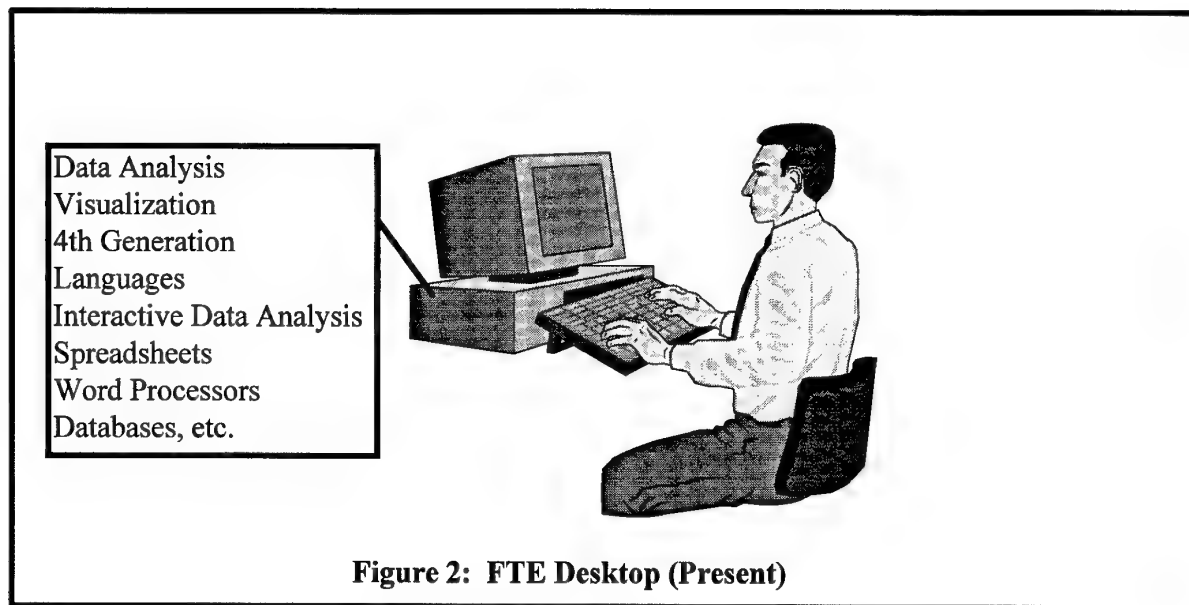 Data Analysis
Visualization
4th Generation
Languages
Interactive Data Analysis
Spreadsheets
Word Processors
Databases, etc.
Figure 2: FTE Desktop (Present)